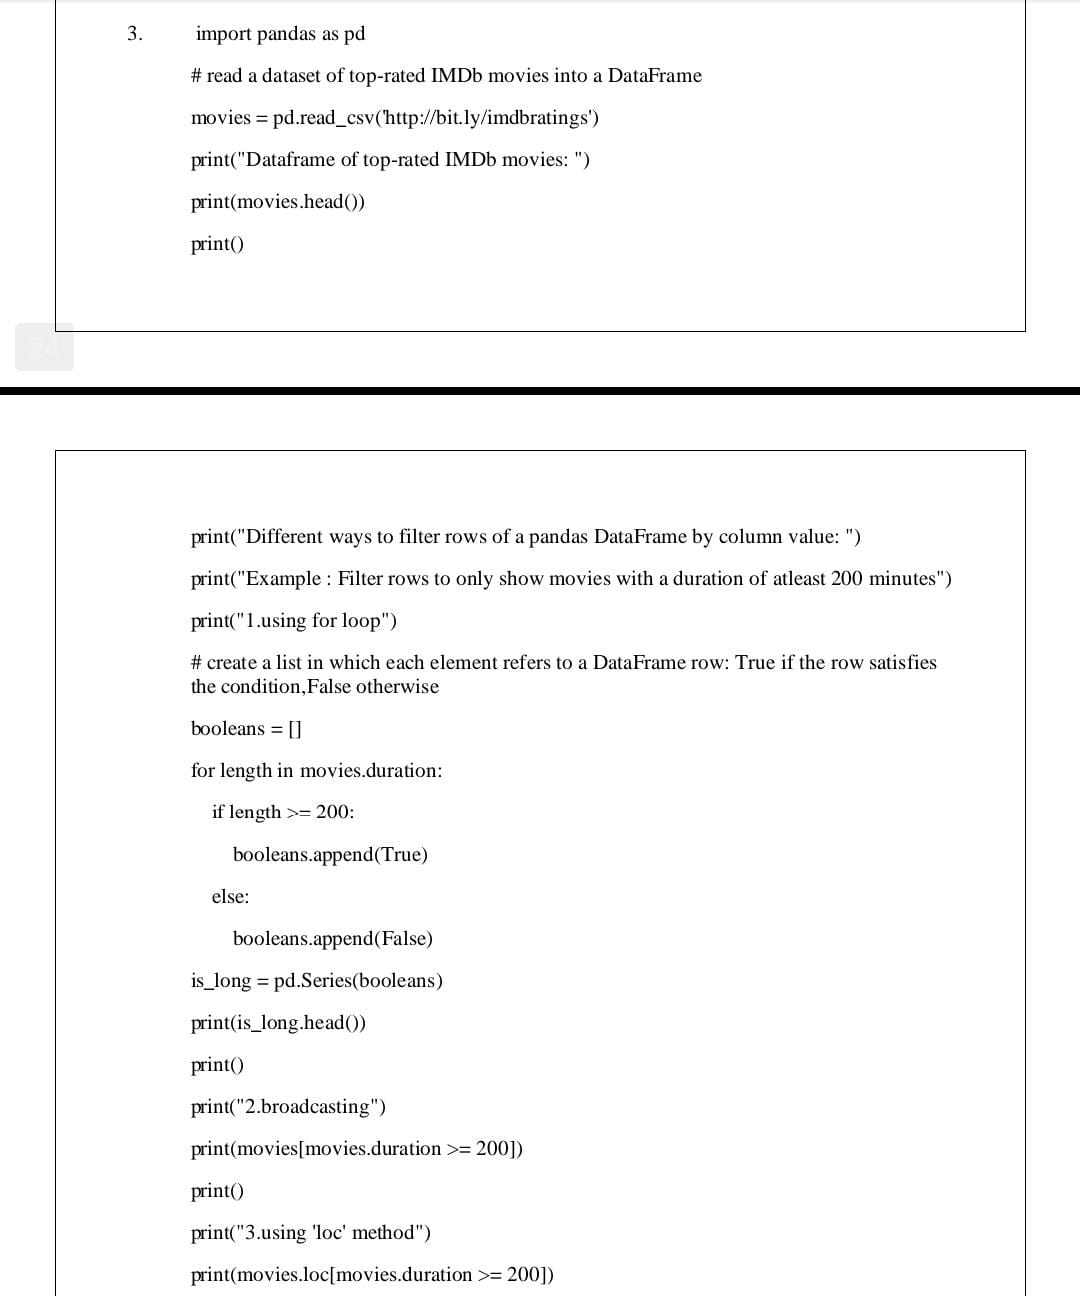 3. import pandas as pd
# read a dataset of top-rated IMDb movies into a DataFrame
movies = pd.read_csv('http://bit.ly/imdbratings')
print("Dataframe of top-rated IMDb movies: ")
print(movies.head())
print()
print("Different ways to filter rows of a pandas DataFrame by column value: ")
print("Example : Filter rows to only show movies with a duration of atleast 200 minutes")
print("1.using for loop")
# create a list in which each element refers to a DataFrame row: True if the row satisfies
the condition,False otherwise
booleans = []
for length in movies.duration:
if length >= 200:
booleans.append(True)
else:
booleans.append(False)
is_long = pd.Series(booleans)
print(is_long.head())
print()
print("2.broadcasting")
print(movies[movies.duration >= 200])
print()
print("3.using 'loc' method")
print(movies.loc[movies.duration >= 200])